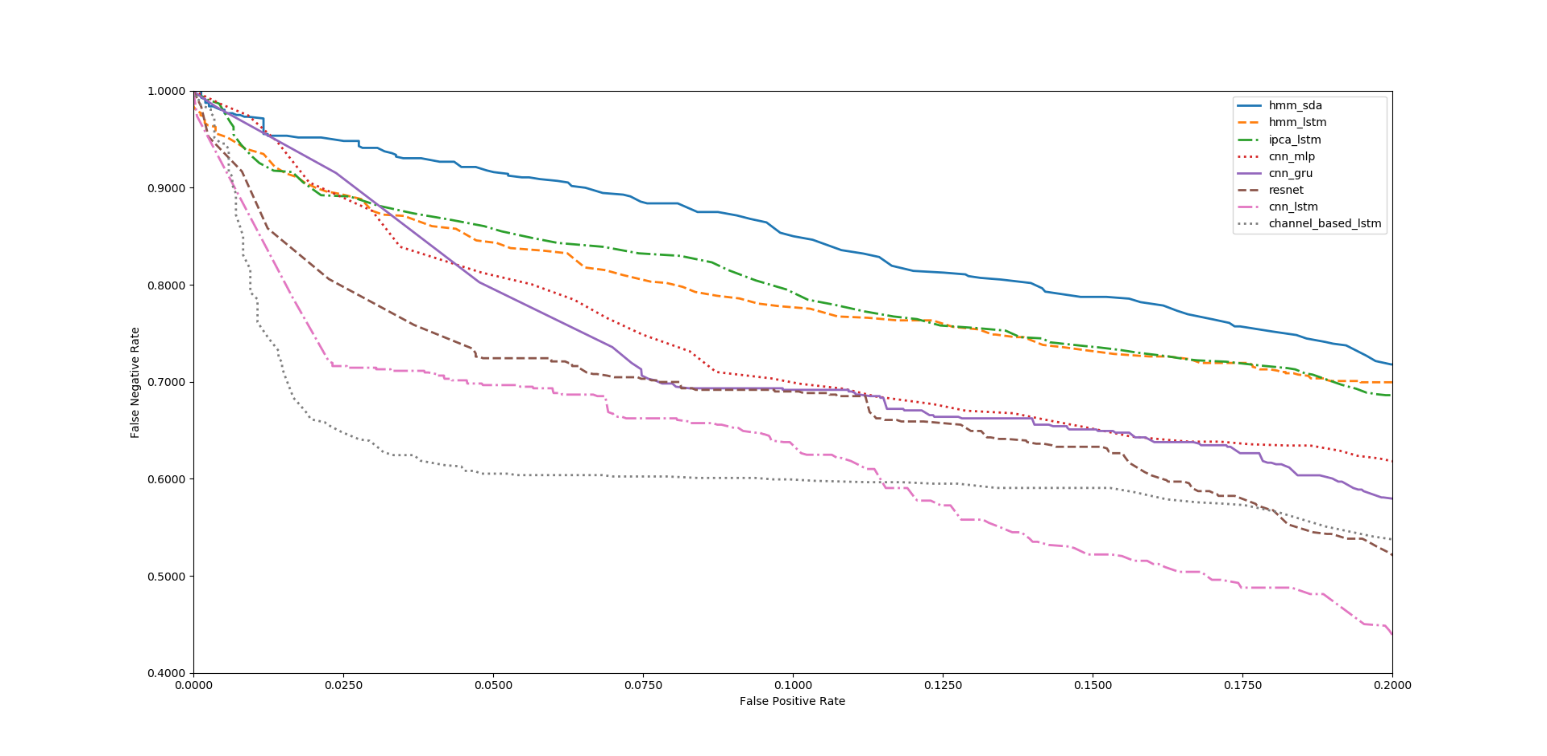 1.0000
0.9000
0.8000
0.7000
0.6000
0.5000
0.4000
False Negative Rate
hmm_sda
hmm_lstm
ipca_lstm
cnn_mlp
cnn_gru
resnet
cnn_lstm
channel_based_lstm
0.0000 0.0250 0.0500 0.0750 0.1000 0.1250 0.1500 0.1750 0.2000
False Positive Rate